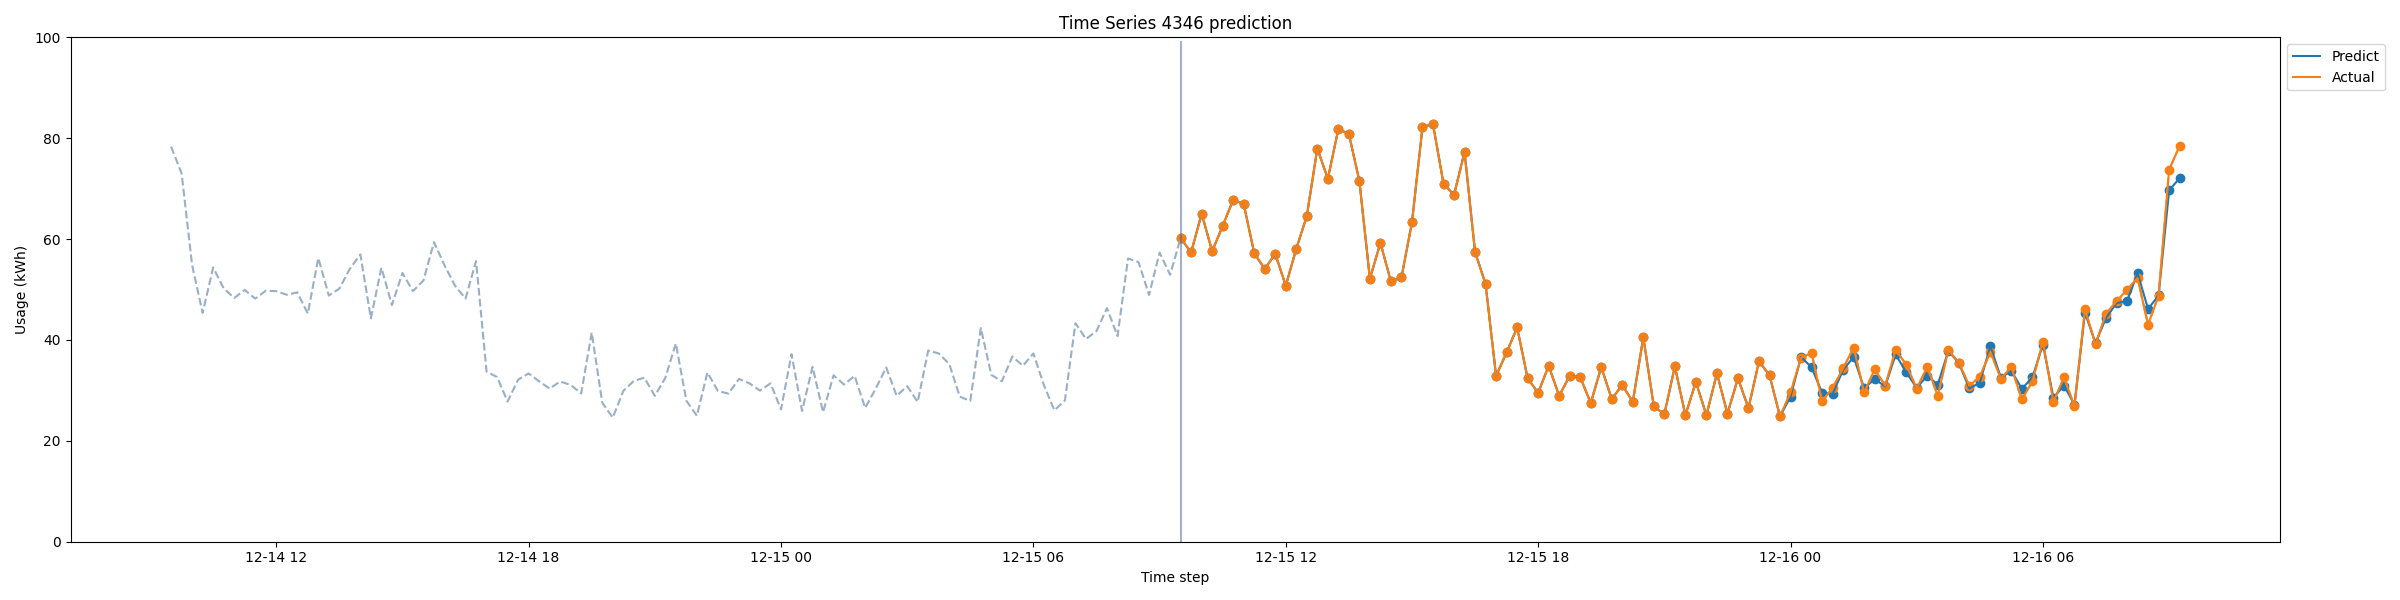 Time Series 4346 prediction
100
80
60
40
20
0
Usage (kWh)
12-14 12
12-14 18
12-15 00
12-15 06
12-15 12
12-15 18
12-16 00
12-16 06
Time step
Predict
Actual